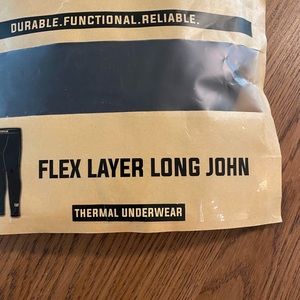 DURABLE.FUNCTIONAL.RELIABLE.
FLEX LAYER LONG JOHN
THERMAL UNDERWEAR